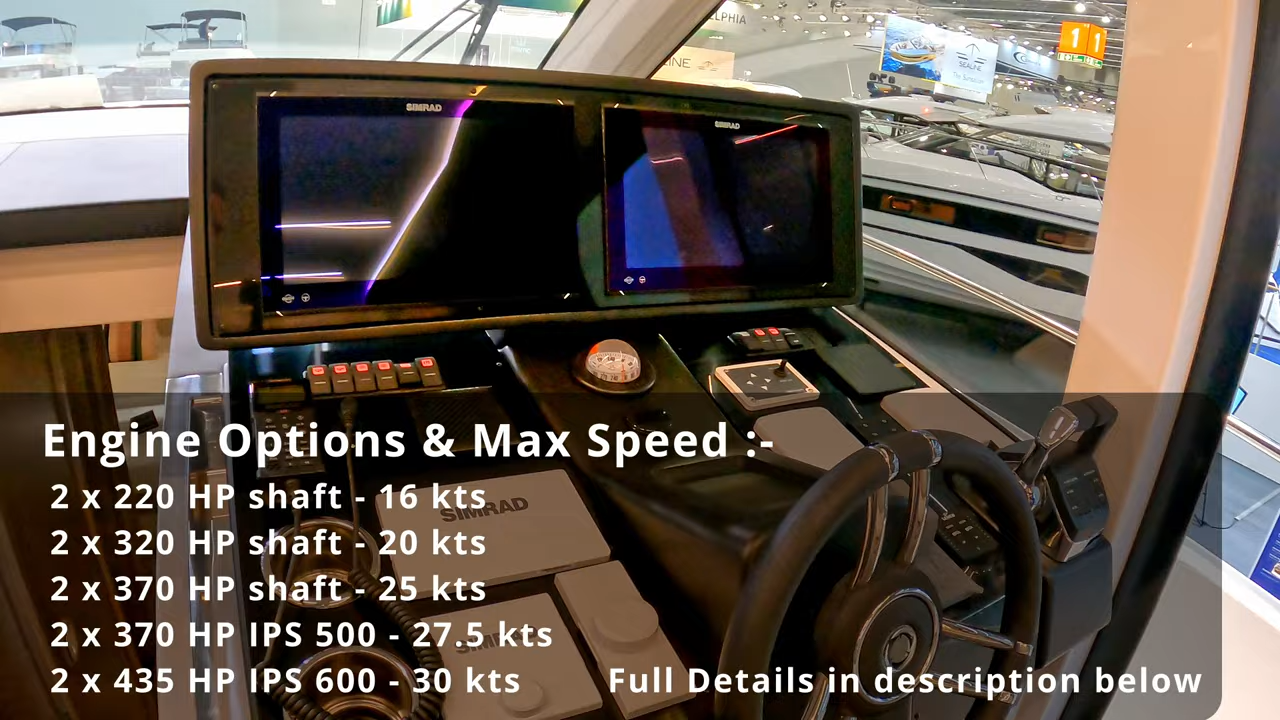 ELPHIA
SEALINE
11
SIMRAD
SIMRAD
Engine Options & Max Speed :-
2 x 220 HP shaft - 16 kts
SIMRAD
2 x 320 HP shaft - 20 kts
2 x 370 HP shaft - 25 kts
2 x 370 HP IPS 500 - 27.5 kts
2 x 435 HP IPS 600 - 30 kts
Full Details in description below